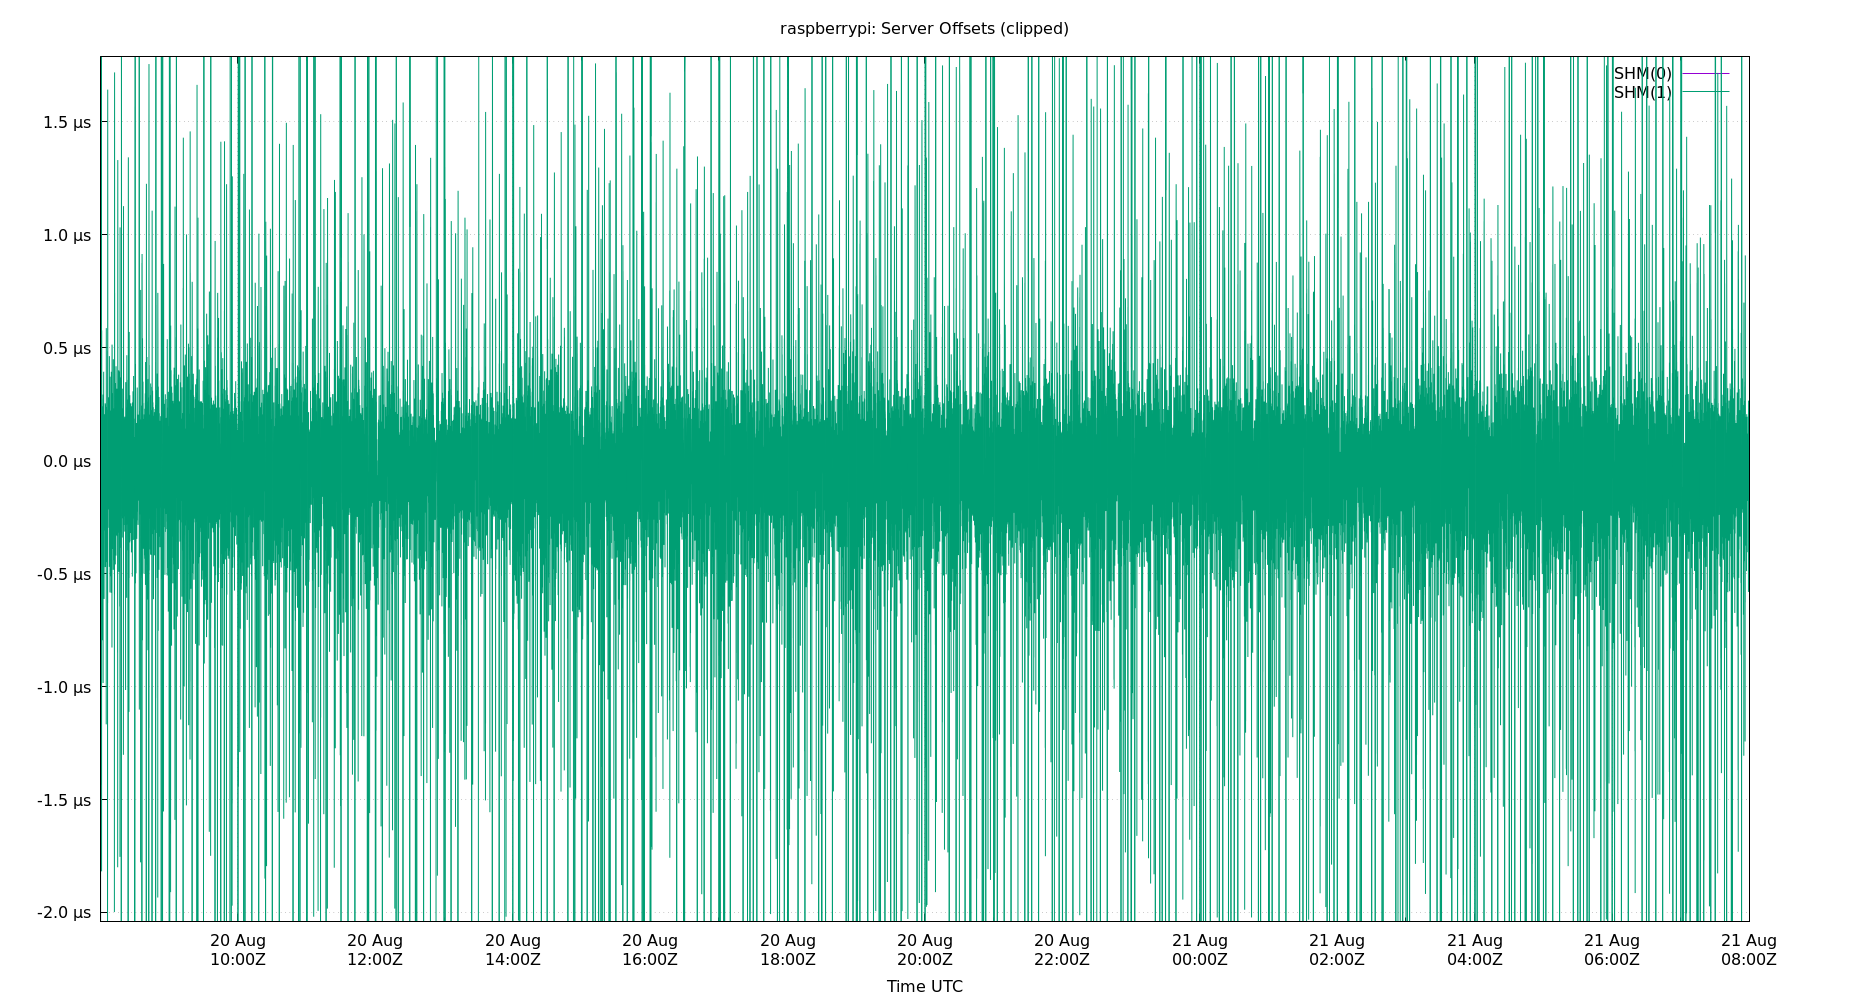 raspberrypi: Server Offsets (clipped)
SHM(0)
SHM(1)
1.5 µs
1.0 µs
0.5 µs
0.0 µs
-0.5 µs
-1.0 µs
-1.5 µs
-2.0 µs
20 Aug 20 Aug 20 Aug 20 Aug 20 Aug 20 Aug 20 Aug 21 Aug 21 Aug 21 Aug 21 Aug 21 Aug
10:00Z 12:00Z 14:00Z 16:00Z 18:00Z 20:00Z 22:00Z 00:00Z 02:00Z 04:00Z 06:00Z 08:00Z
Time UTC